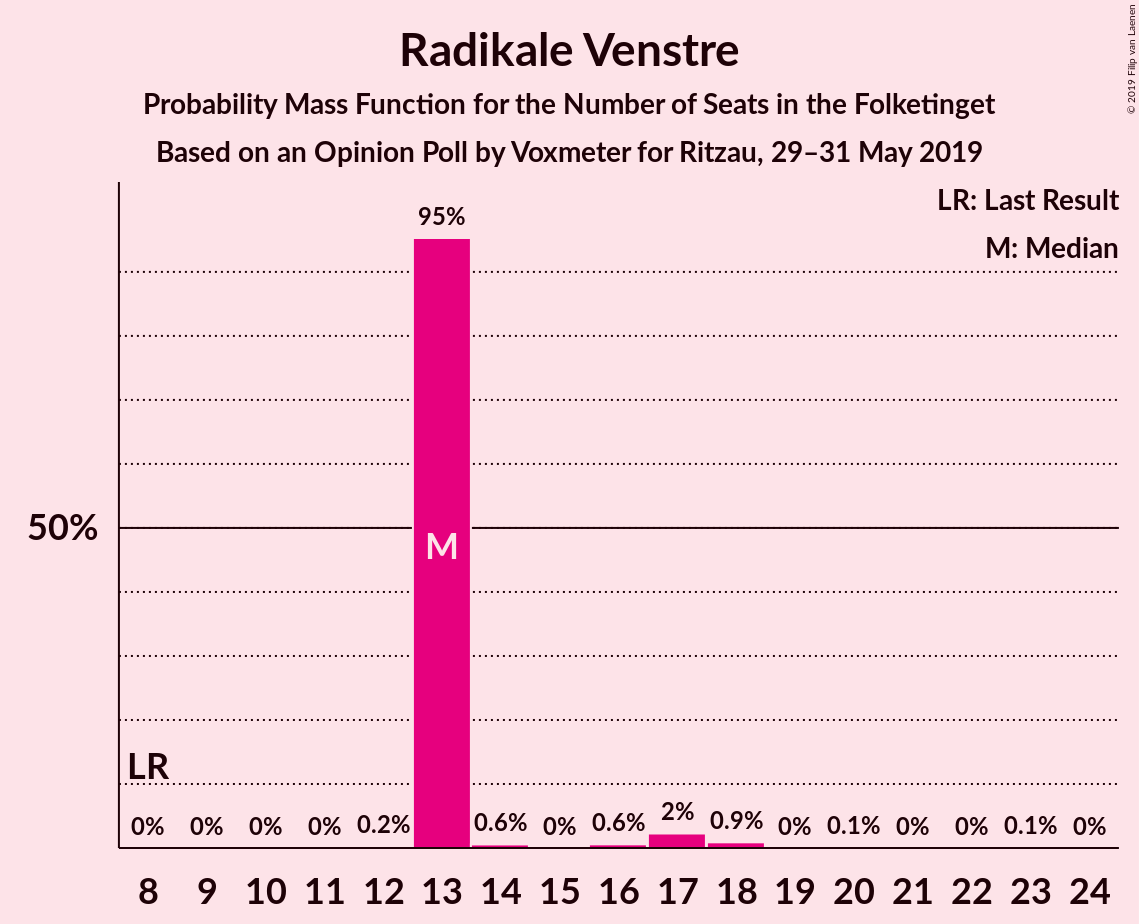 Radikale Venstre
Probability Mass Function for the Number of Seats in the Folketinget
Based on an Opinion Poll by Voxmeter for Ritzau, 29–31 May 2019
© 2019 Filip van Laenen
LR: Last Result
M: Median
95%
50%
M
LR
0% 0% 0% 0% 0.2% 0.6% 0% 0.6% 2% 0.9% 0% 0.1% 0% 0% 0.1% 0%
8 9 10 11 12 13 14 15 16 17 18 19 20 21 22 23 24